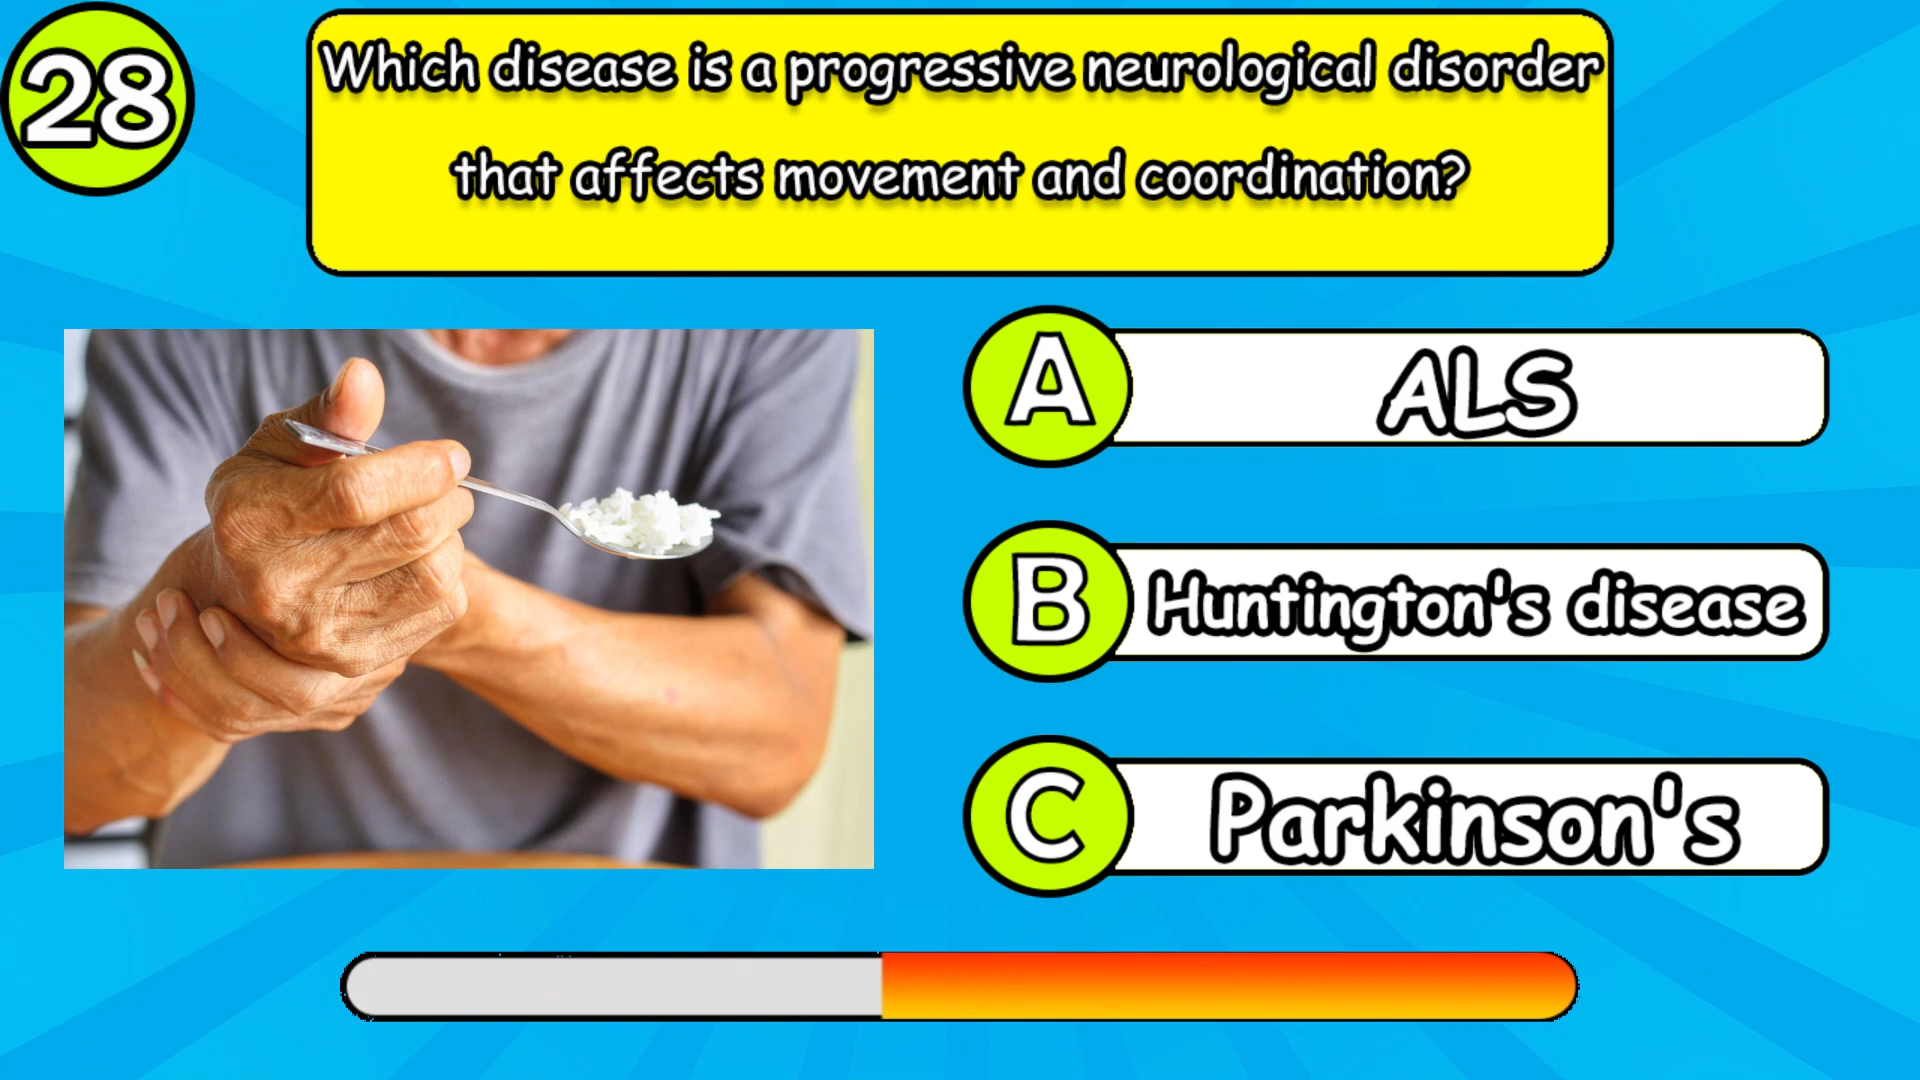 28
Which disease is a progressive neurological disorder
that affects movement and coordination?
A
ALS
B
Huntington's disease
C
Parkinson's